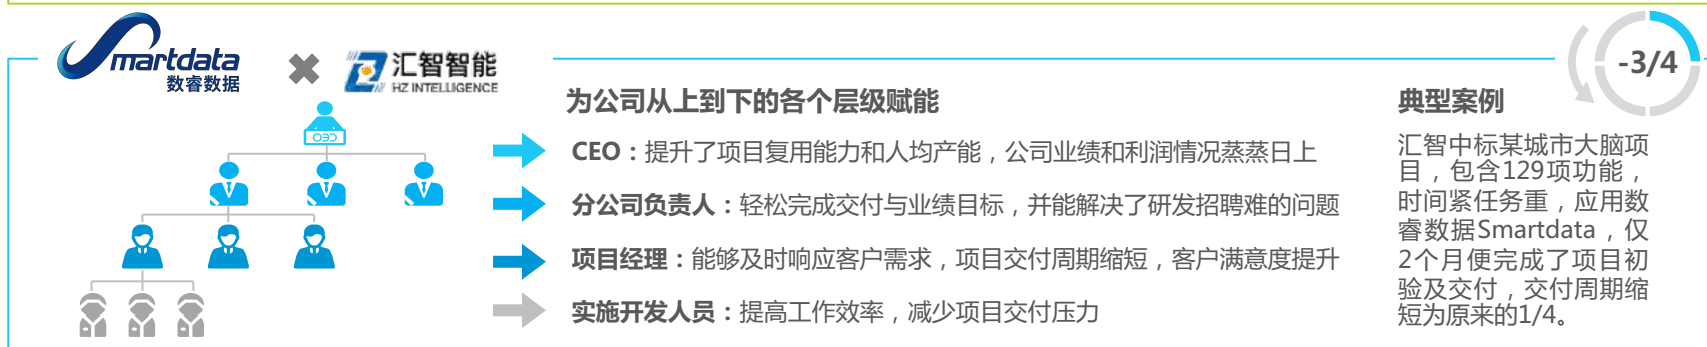 Smartdata
数睿数据
汇智智能
HZ INTELLIGENCE
CEO
为公司从上到下的各个层级赋能
CEO：提升了项目复用能力和人均产能，公司业绩和利润情况蒸蒸日上
分公司负责人：轻松完成交付与业绩目标，并能解决了研发招聘难的问题
项目经理：能够及时响应客户需求，项目交付周期缩短，客户满意度提升
实施开发人员：提高工作效率，减少项目交付压力
-3/4
典型案例
汇智中标某城市大脑项
目，包含129项功能，
时间紧任务重，应用数
睿数据Smartdata，仅
2个月便完成了项目初
验及交付，交付周期缩
短为原来的1/4。